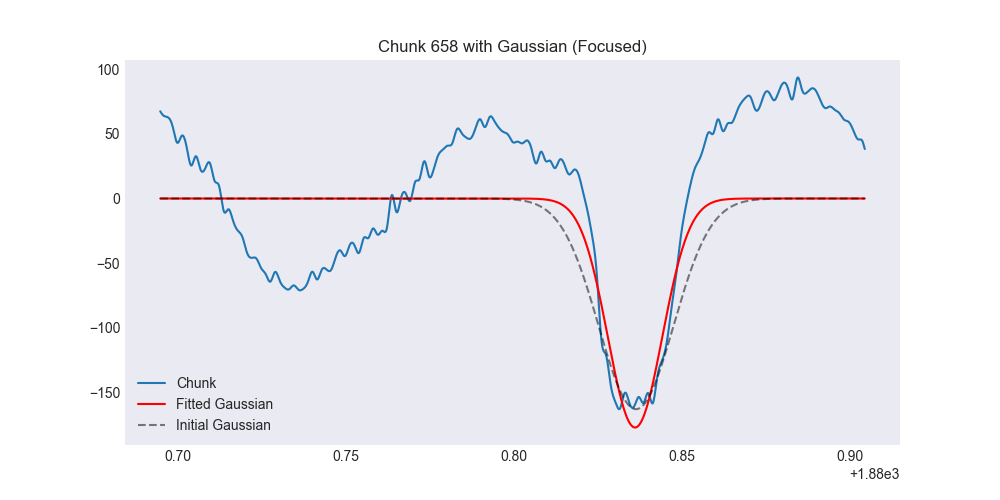 Chunk 658 with Gaussian (Focused)
100
50
0
−50
−100
−150
Chunk
Fitted Gaussian
Initial Gaussian
0.70 0.75 0.80 0.85 0.90
+1.88e3